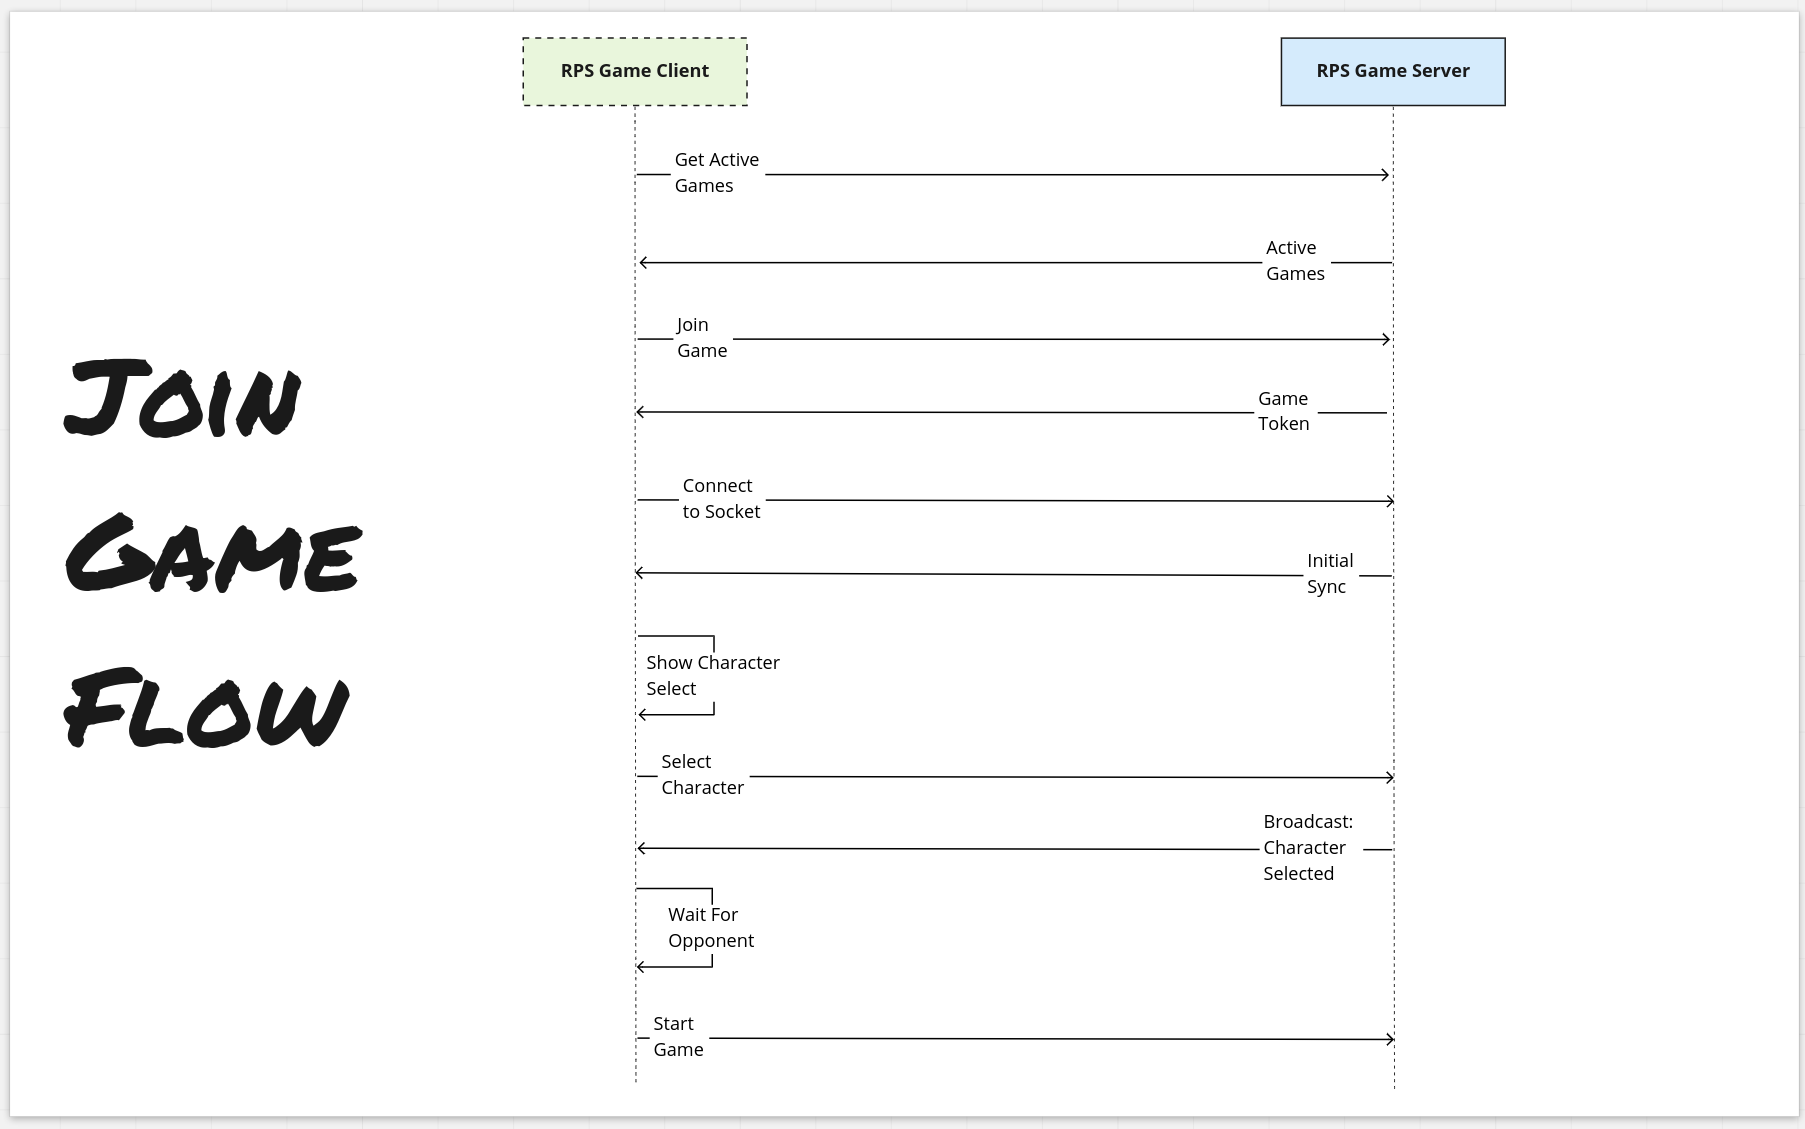 RPS Game Client
RPS Game Server
Get Active
Games
Active
Games
Join
Game
Game
Token
Connect
to Socket
Initial
Sync
Show Character
Select
Select
Character
Broadcast:
Character
Selected
Wait For
Opponent
Start
Game
Join
Game
Flow